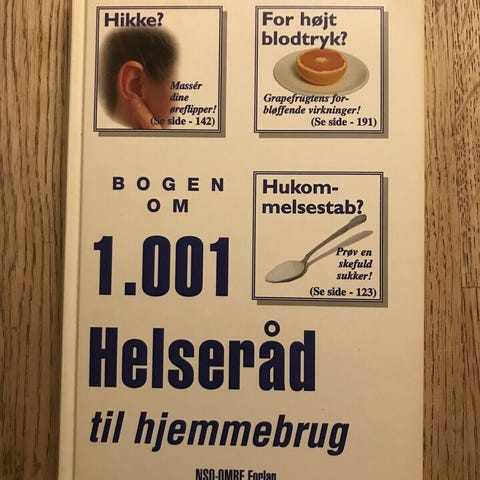 Hikke?
Massér
dine
øreflipper!
(Se side - 142)
For højt
blodtryk?
Grapefrugtens for-
bløffende virkninger!
(Se side - 191)
BOGEN
OM
1.001
Helseråd
til hjemmebrug
Hukom-
melsestab?
Prøv en
skefuld
sukker!
(Se side - 123)
Forlag